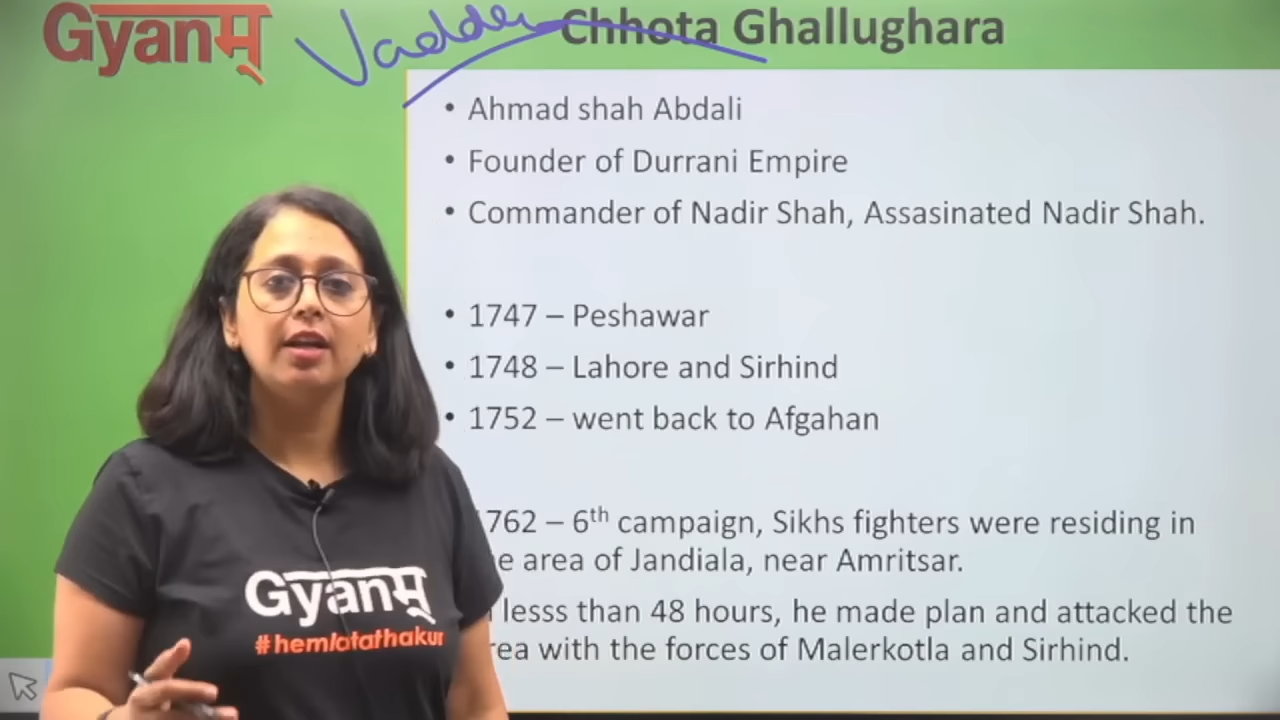 Gyanम्
Vadda Chhota Ghallughara
• Ahmad shah Abdali
• Founder of Durrani Empire
• Commander of Nadir Shah, Assasinated Nadir Shah.
• 1747 – Peshawar
• 1748 – Lahore and Sirhind
• 1752 – went back to Afgahan
1762 – 6th campaign, Sikhs fighters were residing in
area of Jandiala, near Amritsar.
lesss than 48 hours, he made plan and attacked the
with the forces of Malerkotla and Sirhind.
Gyanम्
#hemlatathakur